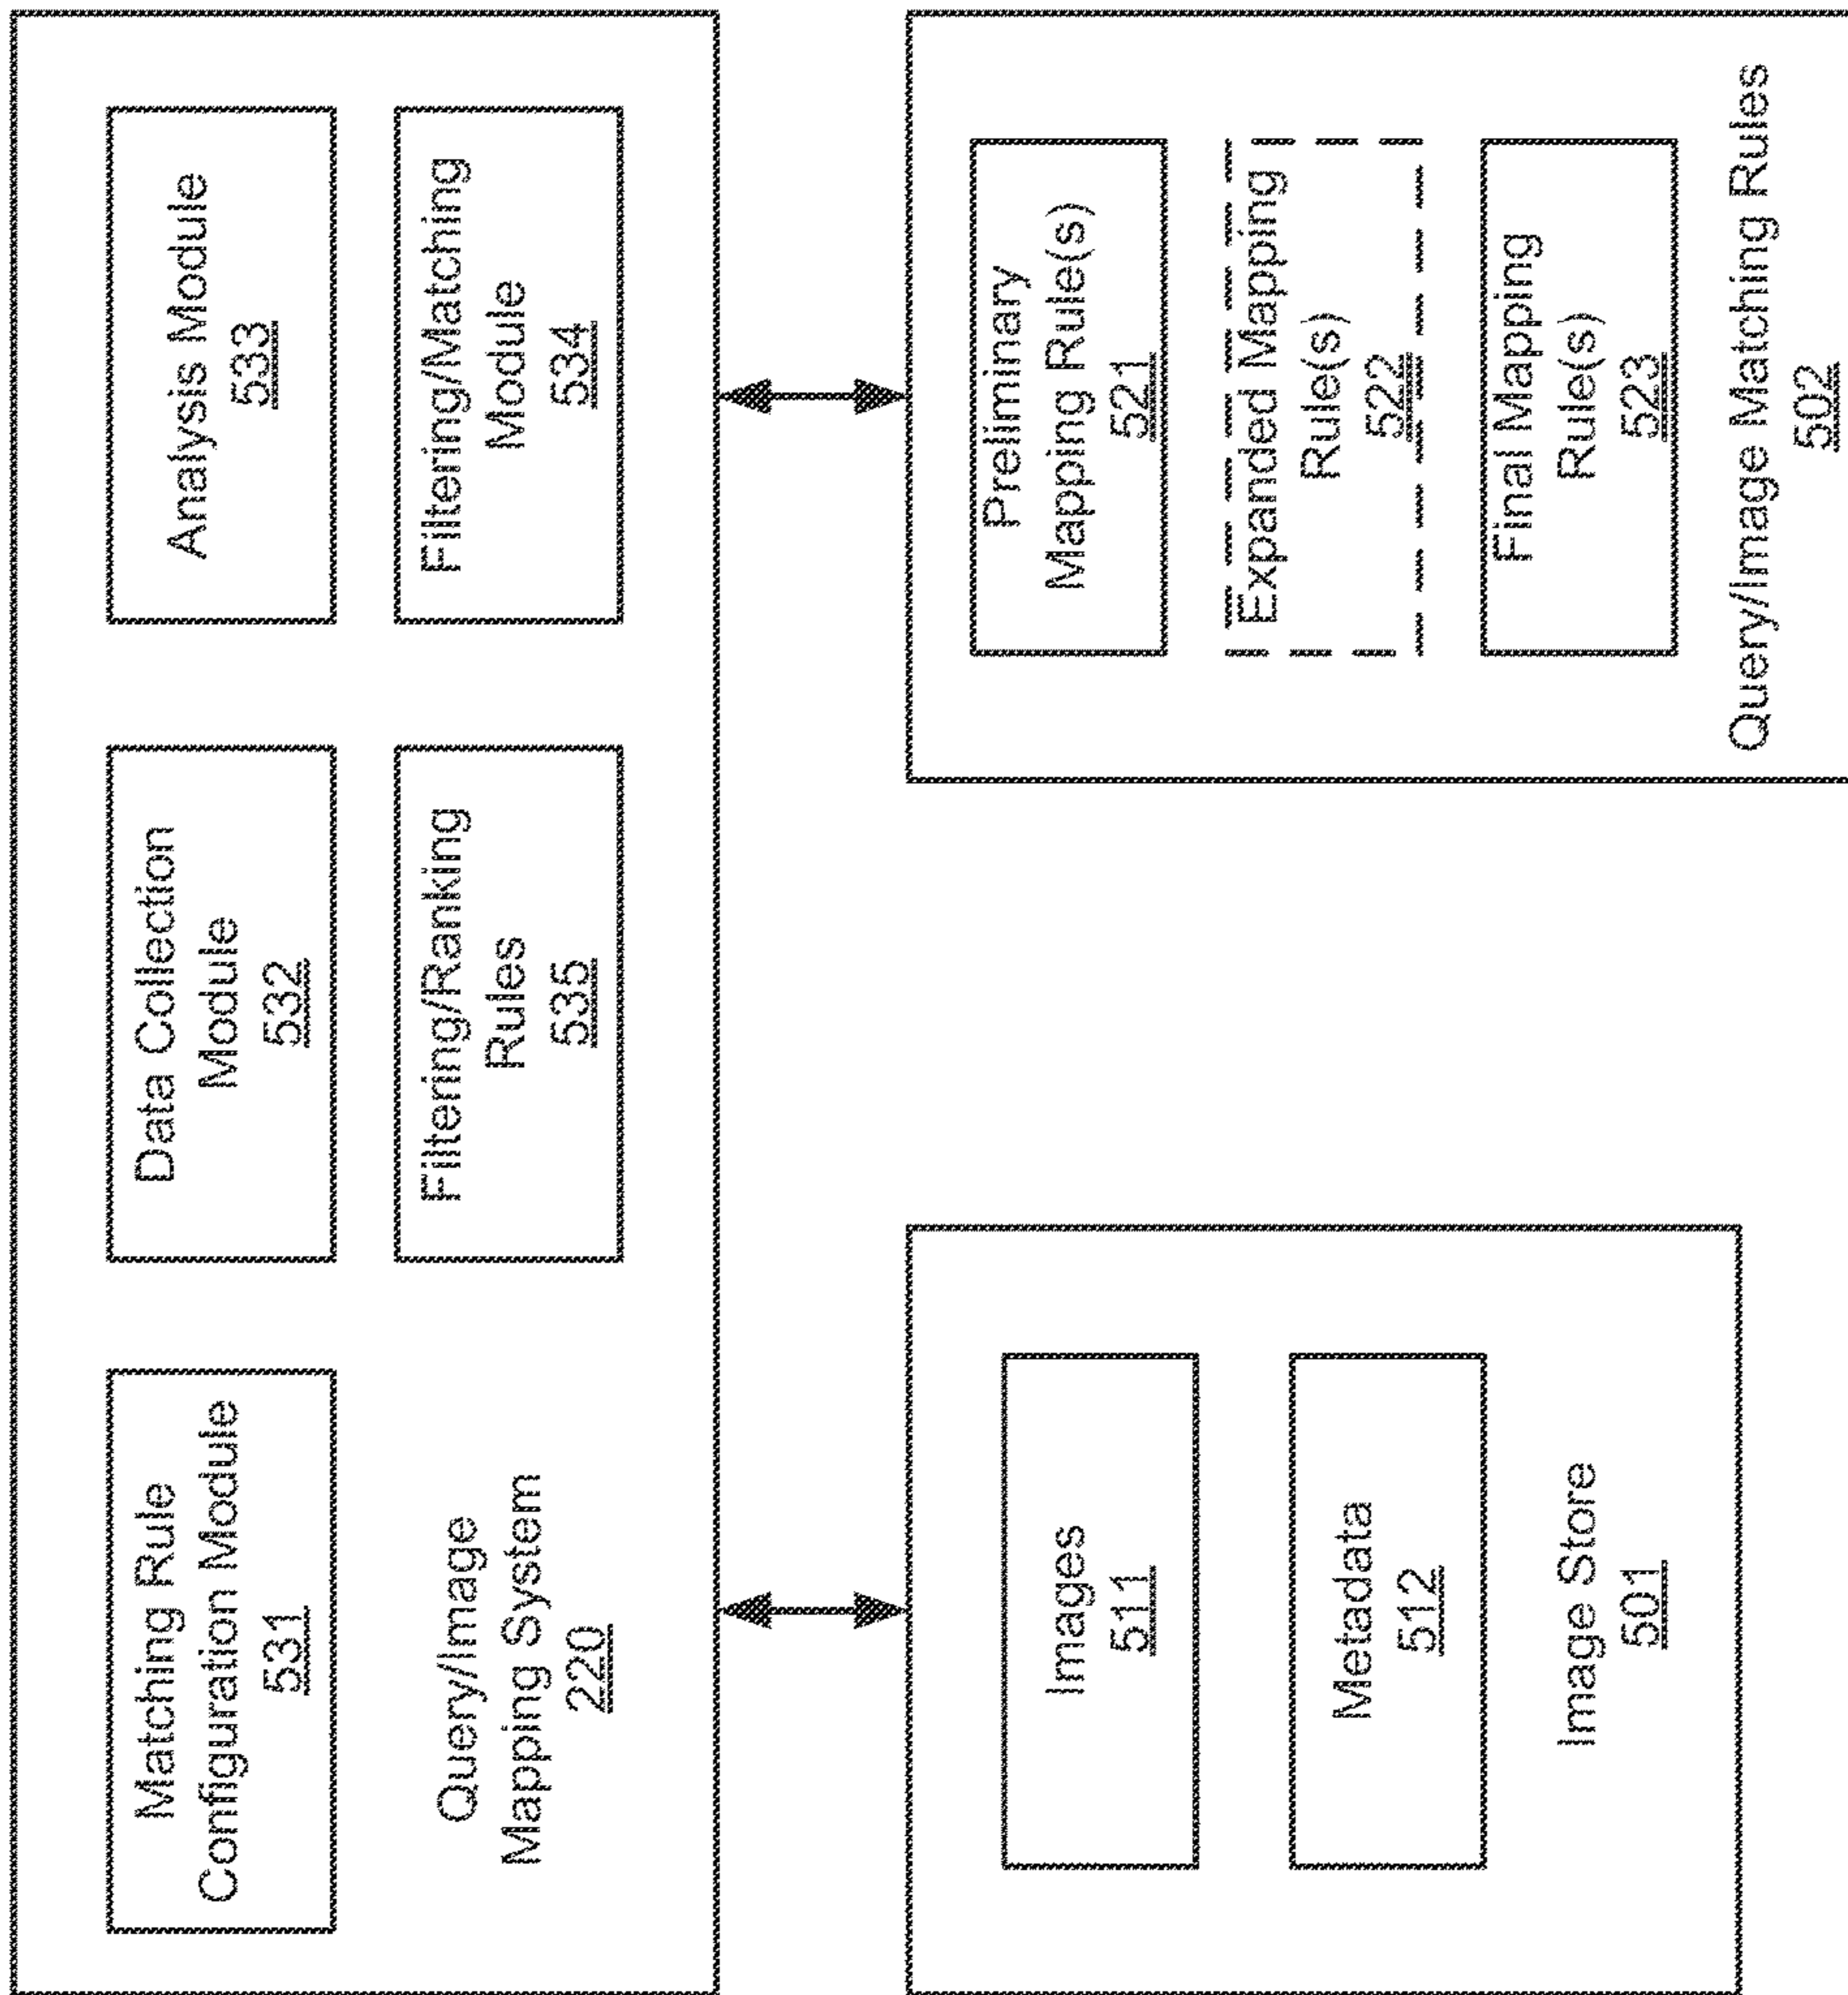 Matching Rule
Configuration Module
531
Data Collection
Module
532
Analysis Module
533
Query/Image
Mapping System
220
Filtering/Ranking
Rules
535
Filtering/Matching
Module
534
Images
511
Metadata
512
Image Store
501
Preliminary
Mapping Rule(s)
521
Expanded Mapping
Rule(s)
522
Final Mapping
Rule(s)
523
Query/Image Matching Rules
502